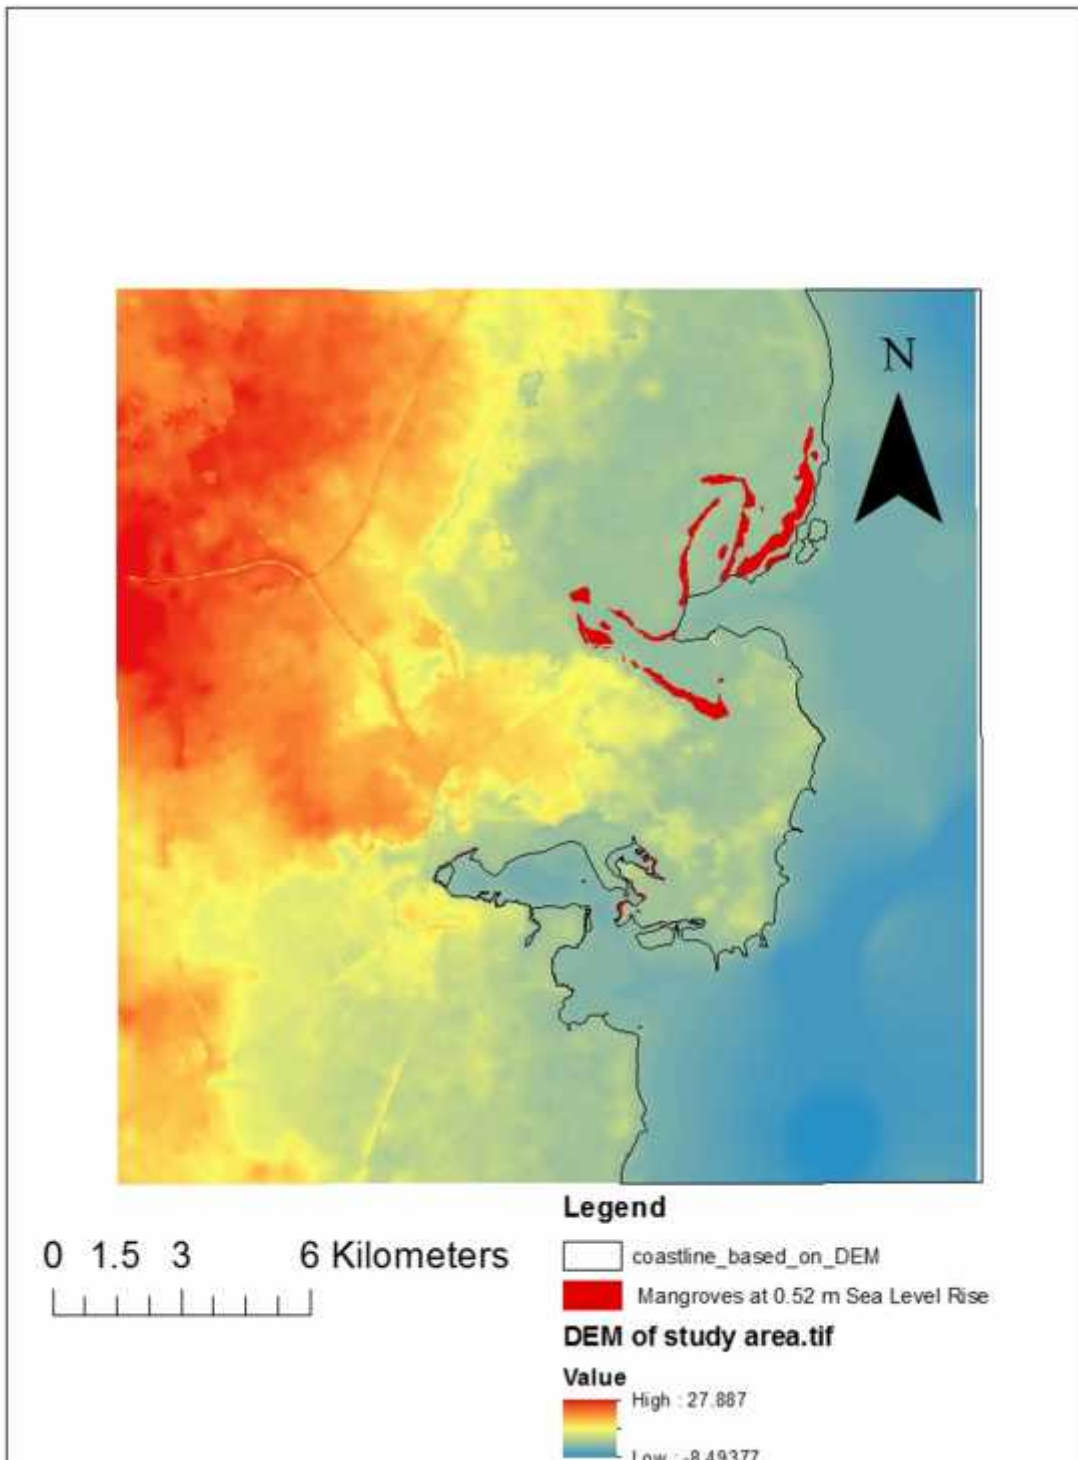 N
Legend
0 1.5 3 6 Kilometers
coastline_based_on_DEM
Mangroves at 0.52 m Sea Level Rise
DEM of study area.tif
Value
High : 27.887
Low : -8.49377